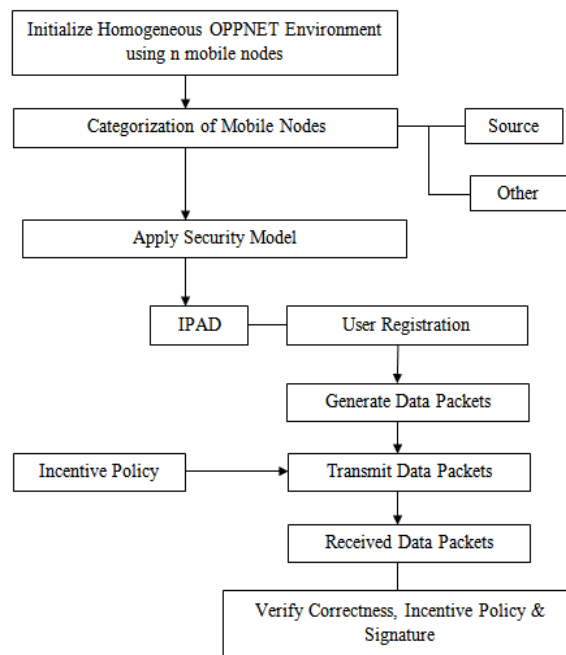 Initialize Homogeneous OPPNET Environment
using n mobile nodes
Categorization of Mobile Nodes
Source
Other
Apply Security Model
IPAD
User Registration
Generate Data Packets
Incentive Policy
Transmit Data Packets
Received Data Packets
Verify Correctness, Incentive Policy &
Signature